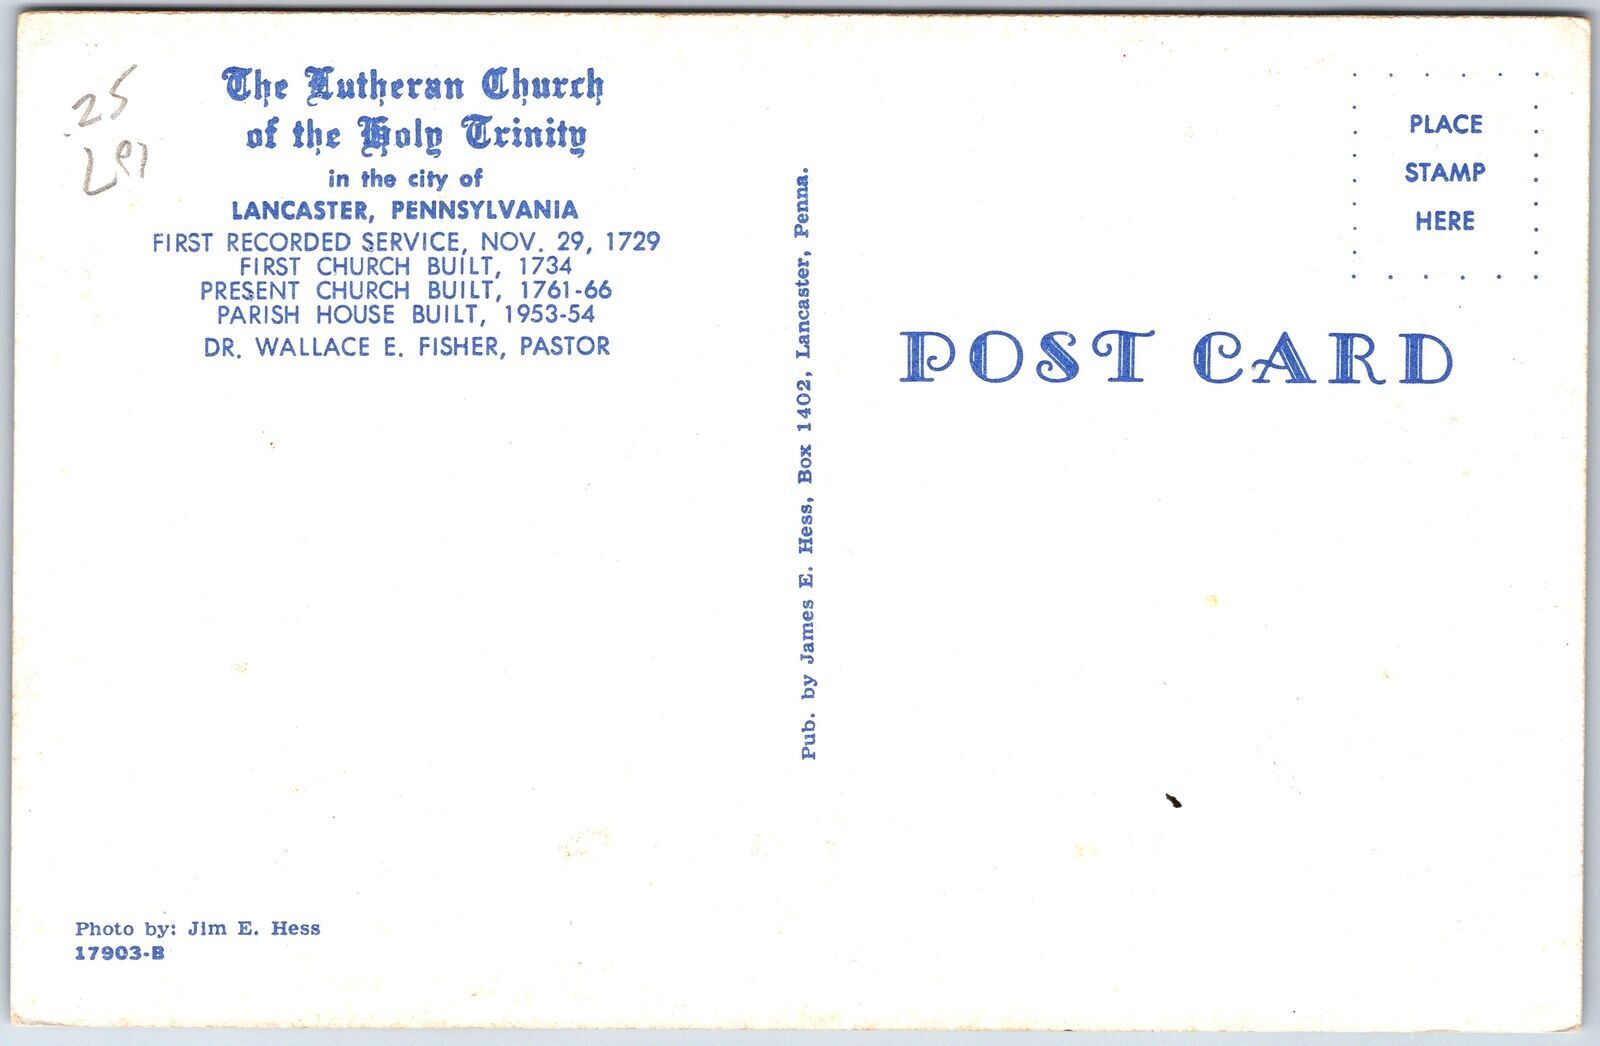 25
The Lutheran Church
of the Holy Trinity
in the city of
LANCASTER, PENNSYLVANIA
FIRST RECORDED SERVICE, NOV. 29, 1729
FIRST CHURCH BUILT, 1734
PRESENT CHURCH BUILT, 1761-66
PARISH HOUSE BUILT, 1953-54
DR. WALLACE E. FISHER, PASTOR
Photo by: Jim E. Hess
17903-B
Pub. by James E. Hess, Box 1402, Lancaster, Penna.
PLACE
STAMP
HERE
POST CARD